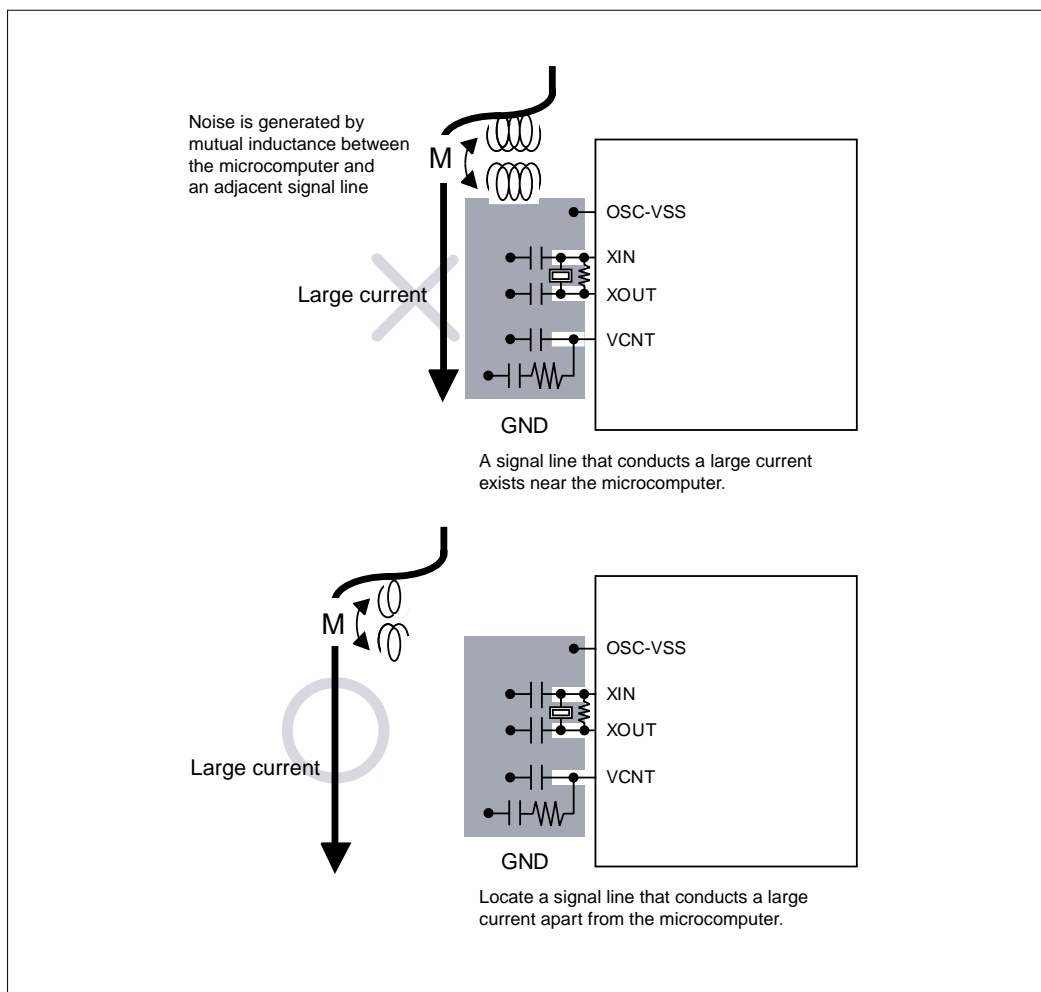 Noise is generated by
mutual inductance between
the microcomputer and
an adjacent signal line
M
OSC-VSS
XIN
XOUT
VCNT
Large current
GND
A signal line that conducts a large current
exists near the microcomputer.
M
OSC-VSS
XIN
XOUT
VCNT
Large current
GND
Locate a signal line that conducts a large
current apart from the microcomputer.